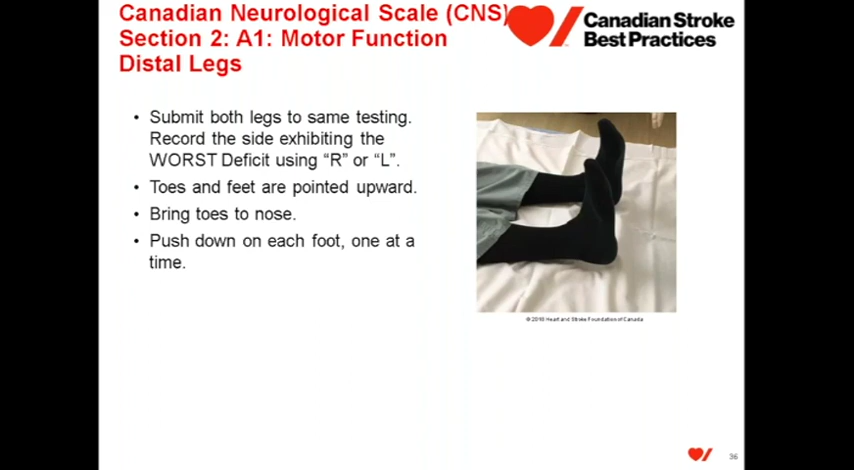 Canadian Neurological Scale (CNS)
Section 2: A1: Motor Function
Distal Legs
Canadian Stroke
Best Practices
• Submit both legs to same testing.
Record the side exhibiting the
WORST Deficit using “R” or “L”.
• Toes and feet are pointed upward.
• Bring toes to nose.
• Push down on each foot, one at a
time.
© 2018 Heart and Stroke Foundation of Canada
36